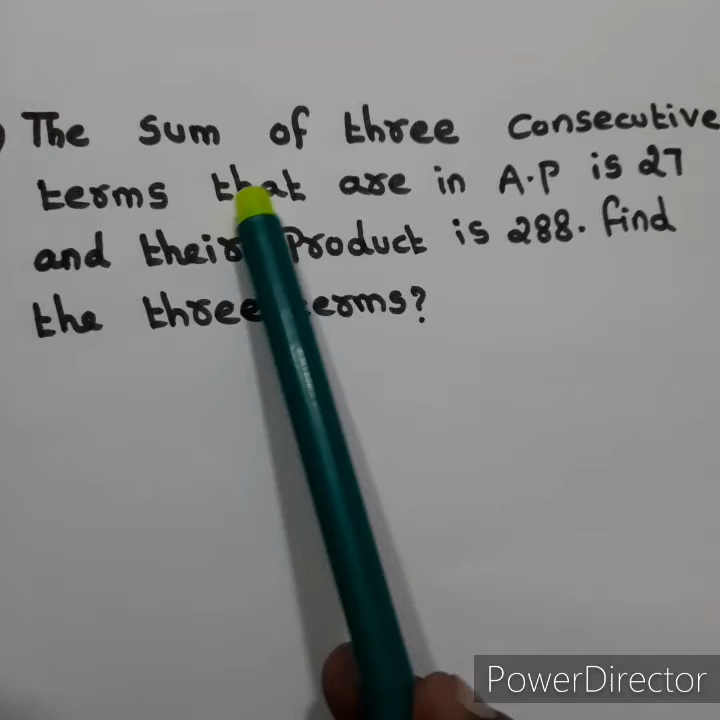 The sum of three consecutive
terms that are in A.P is 27
and their Product is 288. find
the three terms?
PowerDirector